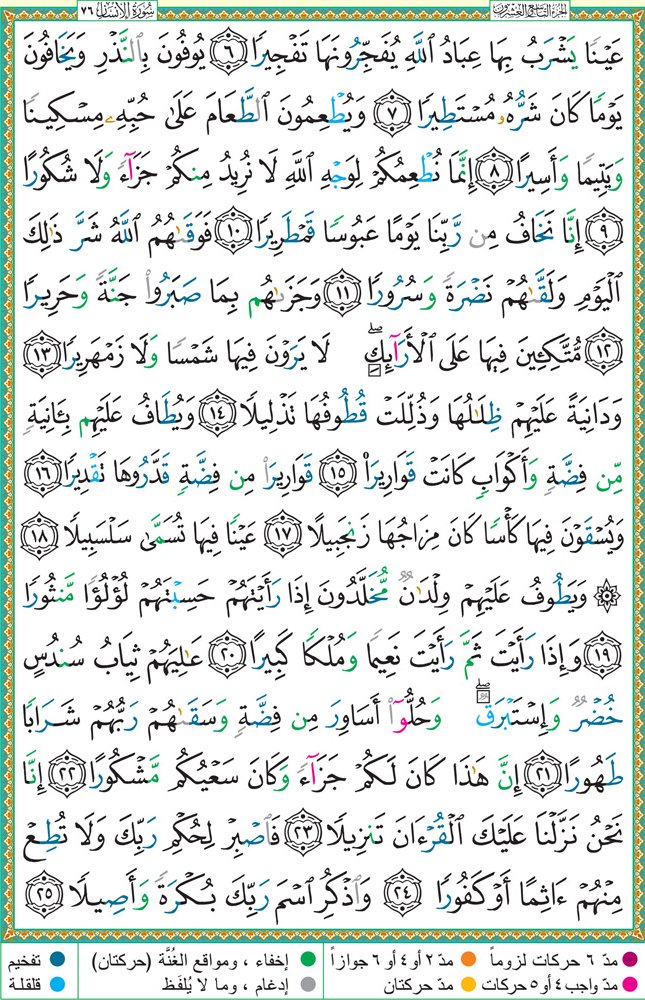 الجزء التاسع والعشرون سُورَةُ الإِنسَانِ ٧٦
عَيْنًا يَشْرَبُ بِهَا عِبَادُ ٱللَّهِ يُفَجِّرُونَهَا تَفْجِيرًا ٦ يُوفُونَ بِٱلنَّذْرِ وَيَخَافُونَ
يَوْمًا كَانَ شَرُّهُۥ مُسْتَطِيرًا ٧ وَيُطْعِمُونَ ٱلطَّعَامَ عَلَىٰ حُبِّهِۦ مِسْكِينًا
وَيَتِيمًا وَأَسِيرًا ٨ إِنَّمَا نُطْعِمُكُمْ لِوَجْهِ ٱللَّهِ لَا نُرِيدُ مِنكُمْ جَزَآءً وَلَا شُكُورًا
٩ إِنَّا نَخَافُ مِن رَّبِّنَا يَوْمًا عَبُوسًا قَمْطَرِيرًا ١٠ فَوَقَىٰهُمُ ٱللَّهُ شَرَّ ذَٰلِكَ
ٱلْيَوْمِ وَلَقَّىٰهُمْ نَضْرَةً وَسُرُورًا ١١ وَجَزَىٰهُم بِمَا صَبَرُوا۟ جَنَّةً وَحَرِيرًا
١٢ مُّتَّكِـِٔينَ فِيهَا عَلَى ٱلْأَرَآئِكِ ۖ لَا يَرَوْنَ فِيهَا شَمْسًا وَلَا زَمْهَرِيرًا ١٣
وَدَانِيَةً عَلَيْهِمْ ظِلَٰلُهَا وَذُلِّلَتْ قُطُوفُهَا تَذْلِيلًا ١٤ وَيُطَافُ عَلَيْهِم بِـَٔانِيَةٍ
مِّن فِضَّةٍ وَأَكْوَابٍ كَانَتْ قَوَارِيرَا۠ ١٥ قَوَارِيرَا۟ مِن فِضَّةٍ قَدَّرُوهَا تَقْدِيرًا ١٦
وَيُسْقَوْنَ فِيهَا كَأْسًا كَانَ مِزَاجُهَا زَنجَبِيلًا ١٧ عَيْنًا فِيهَا تُسَمَّىٰ سَلْسَبِيلًا ١٨
۞ وَيَطُوفُ عَلَيْهِمْ وِلْدَٰنٌ مُّخَلَّدُونَ إِذَا رَأَيْتَهُمْ حَسِبْتَهُمْ لُؤْلُؤًا مَّنثُورًا
١٩ وَإِذَا رَأَيْتَ ثَمَّ رَأَيْتَ نَعِيمًا وَمُلْكًا كَبِيرًا ٢٠ عَٰلِيَهُمْ ثِيَابُ سُندُسٍ
خُضْرٌ وَإِسْتَبْرَقٌ ۖ وَحُلُّوٓا۟ أَسَاوِرَ مِن فِضَّةٍ وَسَقَىٰهُمْ رَبُّهُمْ شَرَابًا
طَهُورًا ٢١ إِنَّ هَٰذَا كَانَ لَكُمْ جَزَآءً وَكَانَ سَعْيُكُم مَّشْكُورًا ٢٢ إِنَّا
نَحْنُ نَزَّلْنَا عَلَيْكَ ٱلْقُرْءَانَ تَنزِيلًا ٢٣ فَٱصْبِرْ لِحُكْمِ رَبِّكَ وَلَا تُطِعْ
مِنْهُمْ ءَاثِمًا أَوْ كَفُورًا ٢٤ وَٱذْكُرِ ٱسْمَ رَبِّكَ بُكْرَةً وَأَصِيلًا ٢٥
مدّ ٦ حركات لزوماً مدّ ٢ أو ٤ أو ٦ جوازاً إخفاء ، ومواقع الغُنَّة (حركتان) تفخيم
مدّ واجب ٤ أو ٥ حركات مدّ حركتان إدغام ، وما لا يُلفَظ قلقلة